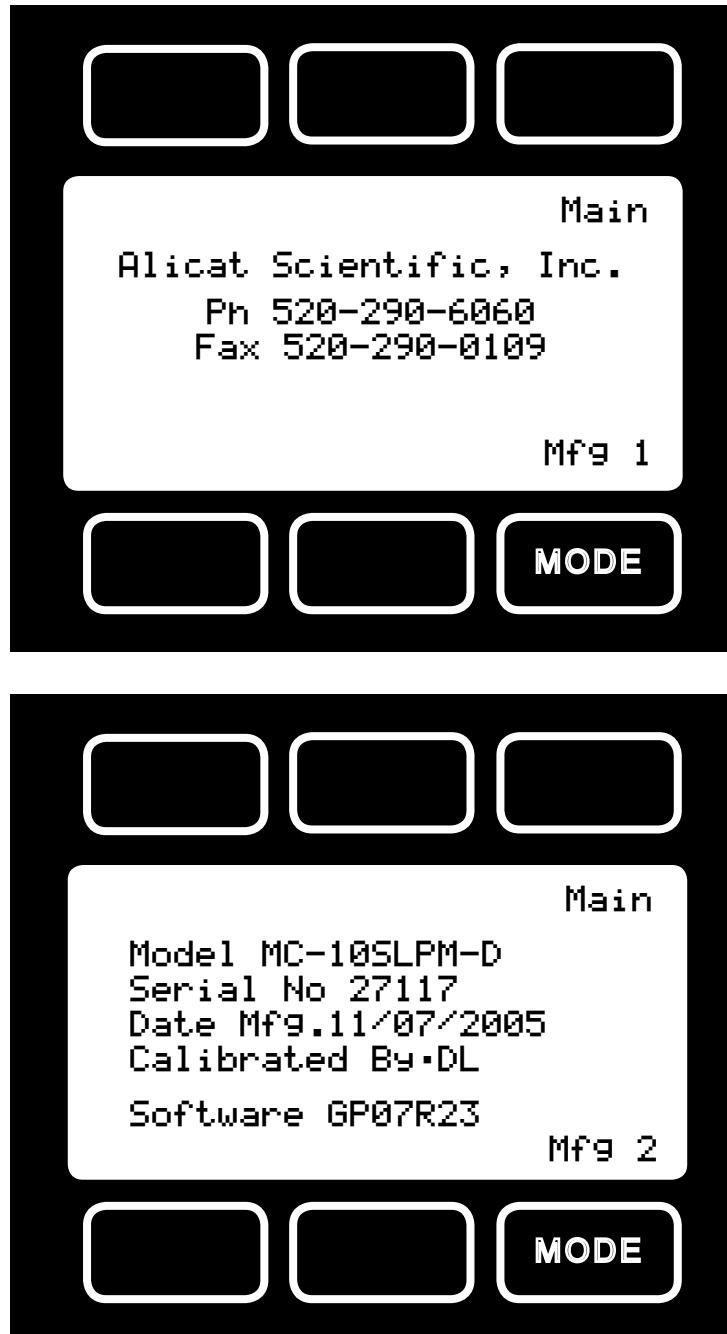 Main
Alicat Scientific, Inc.
Ph 520-290-6060
Fax 520-290-0109
Mfg 1
MODE
Main
Model MC-10SLPM-D
Serial No 27117
Date Mfg.11/07/2005
Calibrated By·DL
Software GP07R23
Mfg 2
MODE